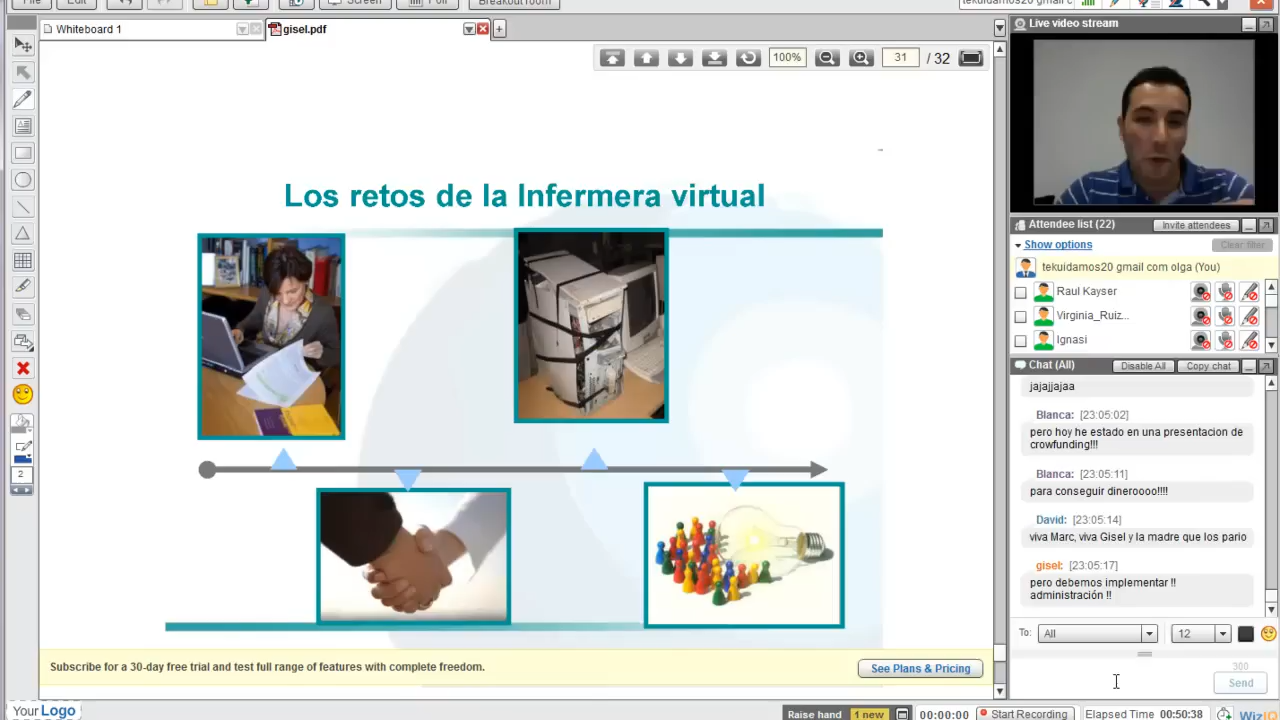 File
Edit
Screen
Poll
Breakout room
tekuidamos20 gmail c
Whiteboard 1
gisel.pdf
100%
31 / 32
Los retos de la Infermera virtual
Subscribe for a 30-day free trial and test full range of features with complete freedom.
See Plans & Pricing
Your Logo
Raise hand
1 new
00:00:00
Start Recording
Elapsed Time 00:50:38
WizIQ
2
Live video stream
Attendee list (22)
Invite attendees
Show options
Clear filter
tekuidamos20 gmail com olga (You)
Raul Kayser
Virginia_Ruiz...
Ignasi
Chat (All)
Disable All
Copy chat
jajajjajaa
Blanca: [23:05:02]
pero hoy he estado en una presentacion de
crowfunding!!!
Blanca: [23:05:11]
para conseguir dineroooo!!!!
David: [23:05:14]
viva Marc, viva Gisel y la madre que los pario
gisel: [23:05:17]
pero debemos implementar !!
administración !!
To: All
12
300
Send